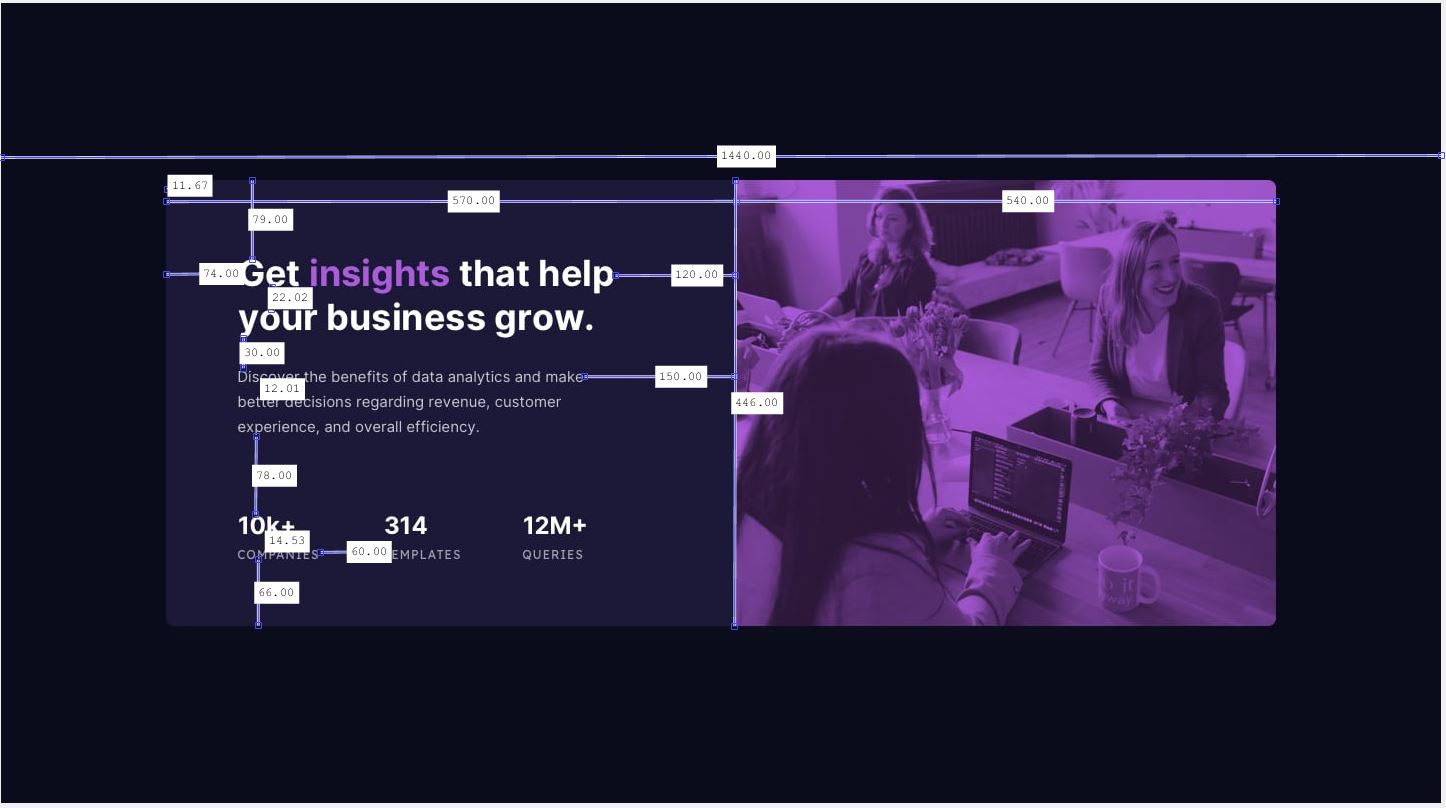 1440.00
11.67
570.00
540.00
79.00
74.00
Get insights that help
120.00
22.02
your business grow.
30.00
Discover the benefits of data analytics and make
150.00
12.01
better decisions regarding revenue, customer
446.00
experience, and overall efficiency.
78.00
10k+ 314 12M+
14.53
60.00
COMPANIES TEMPLATES QUERIES
66.00